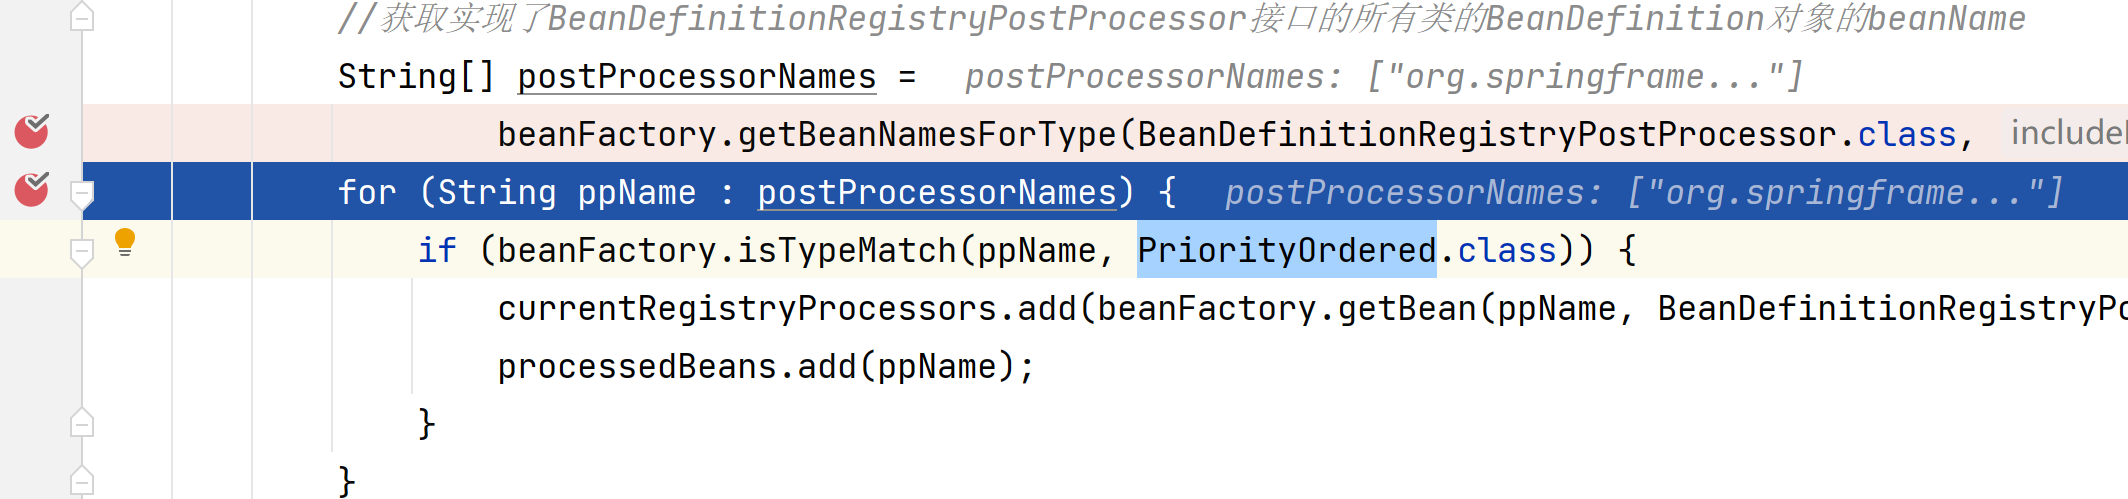 //获取实现了BeanDefinitionRegistryPostProcessor接口的所有类的BeanDefinition对象的beanName
String[] postProcessorNames = postProcessorNames: ["org.springframe..."]
beanFactory.getBeanNamesForType(BeanDefinitionRegistryPostProcessor.class, include
for (String ppName : postProcessorNames) { postProcessorNames: ["org.springframe..."]
if (beanFactory.isTypeMatch(ppName, PriorityOrdered.class)) {
currentRegistryProcessors.add(beanFactory.getBean(ppName, BeanDefinitionRegistryPo
processedBeans.add(ppName);
}
}